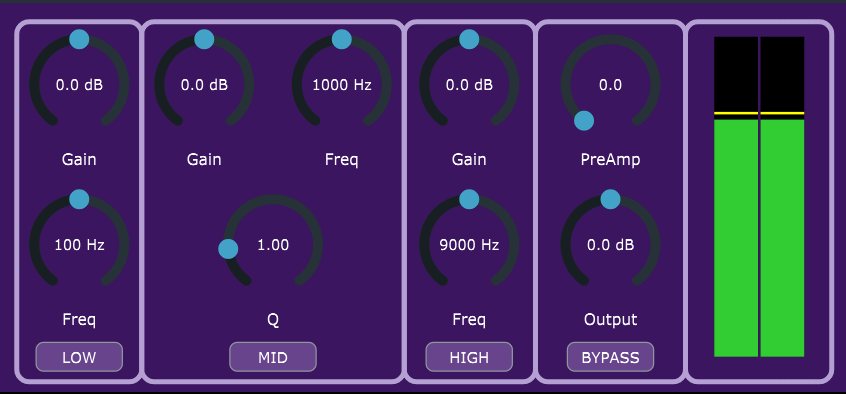 0.0 dB
Gain
100 Hz
Freq
LOW
0.0 dB
Gain
1000 Hz
Freq
1.00
Q
MID
0.0 dB
Gain
9000 Hz
Freq
HIGH
0.0
PreAmp
0.0 dB
Output
BYPASS